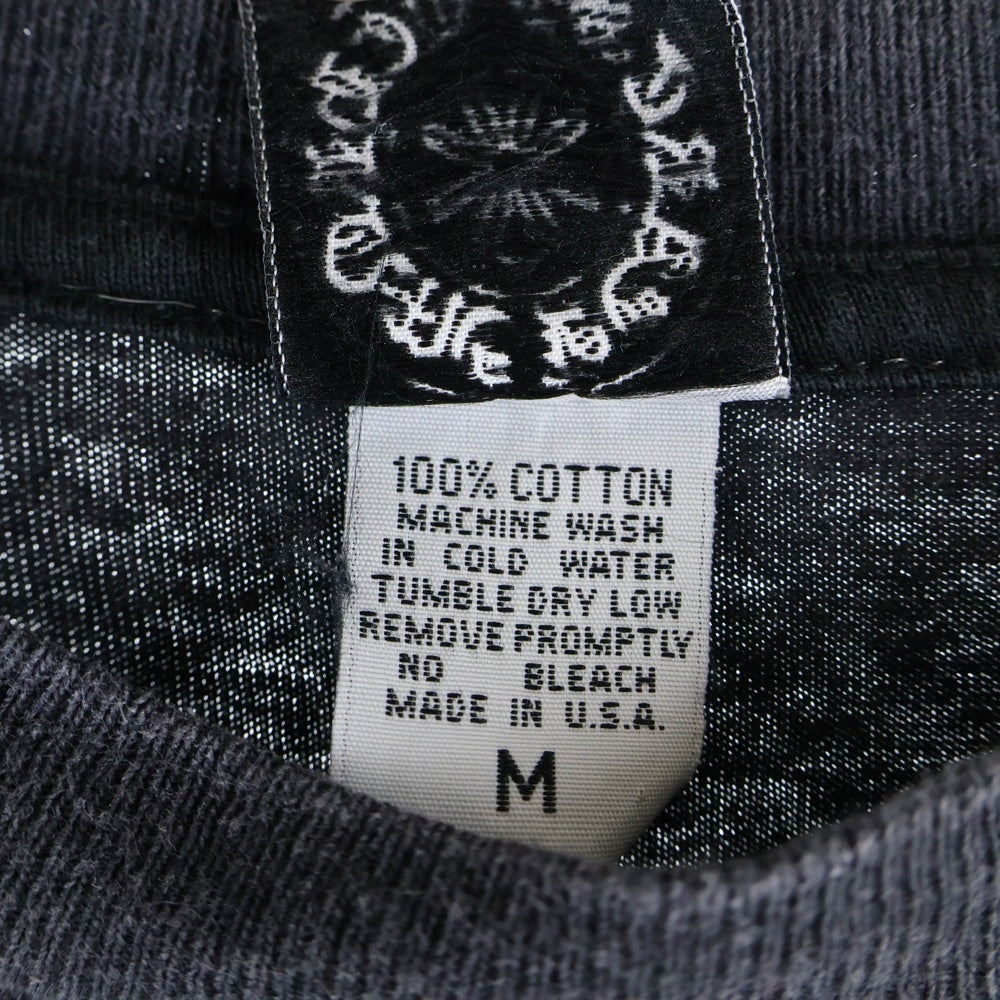 100% COTTON
MACHINE WASH
IN COLD WATER
TUMBLE DRY LOW
REMOVE PROMPTLY
NO BLEACH
MADE IN U.S.A.
M